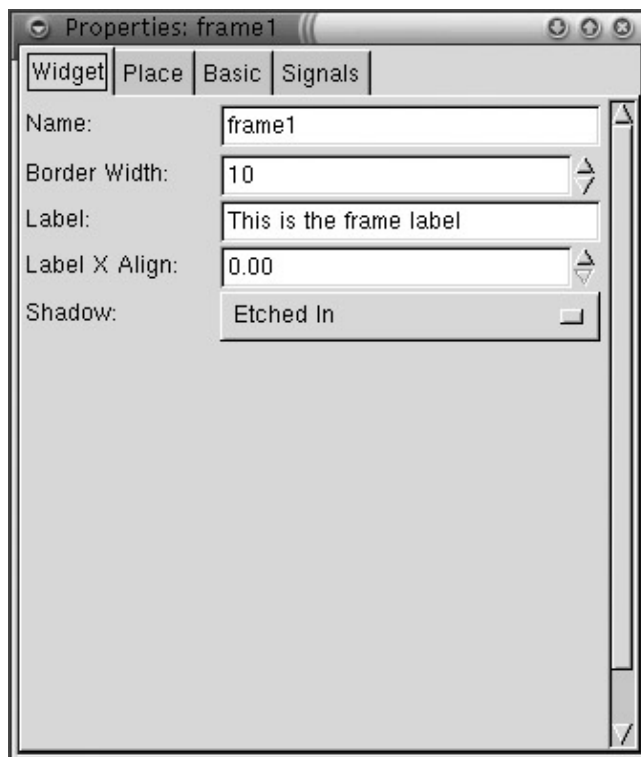 Properties: frame1
Widget Place Basic Signals
Name: frame1
Border Width: 10
Label: This is the frame label
Label X Align: 0.00
Shadow: Etched In